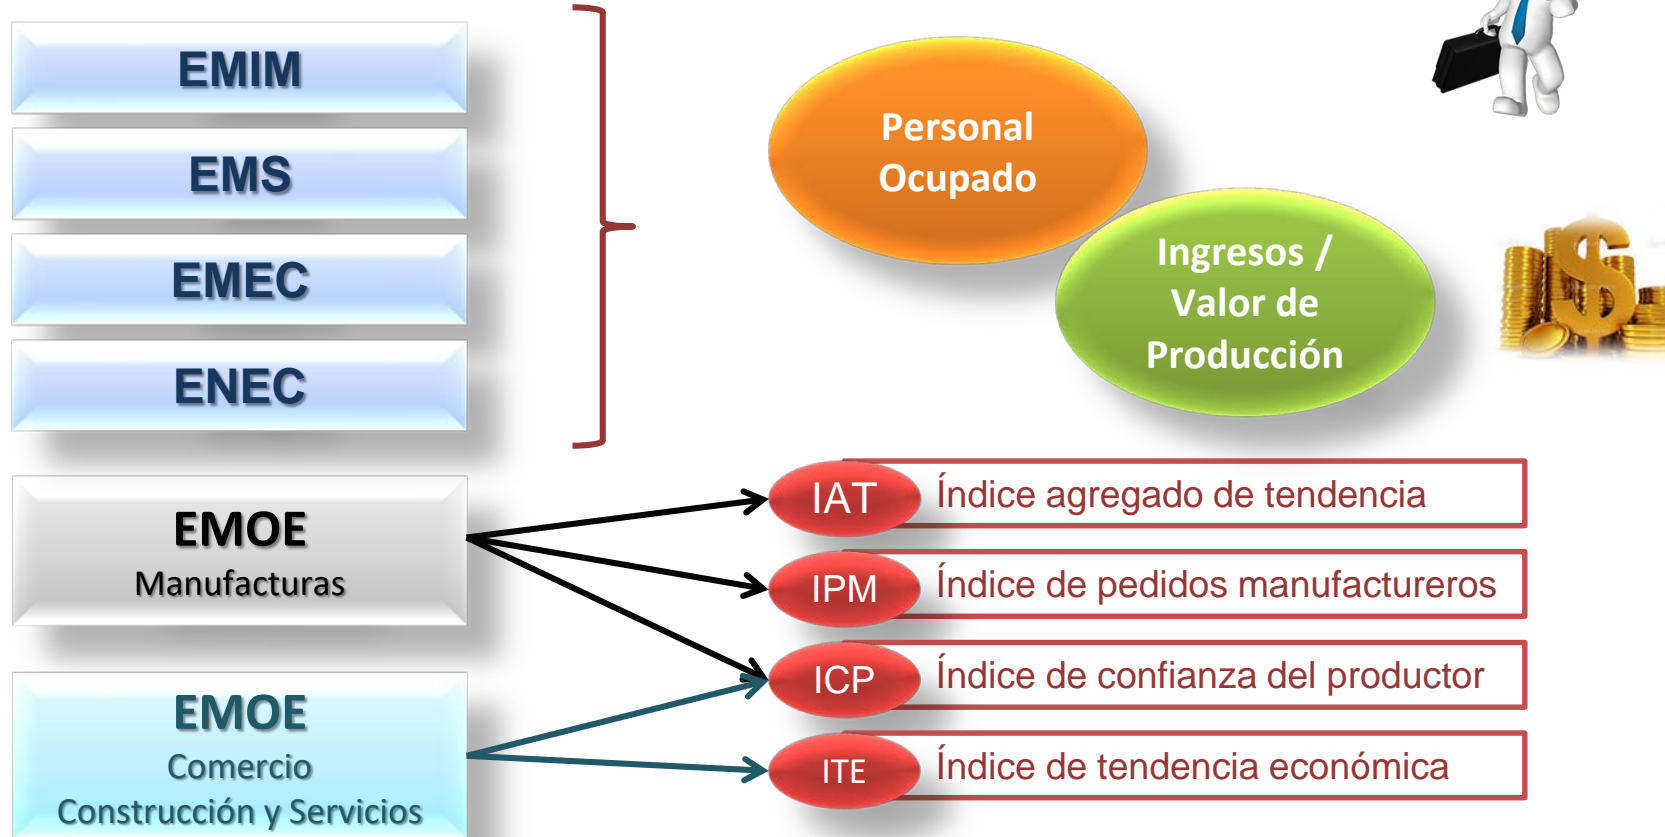 EMIM
EMS
EMEC
ENEC
Personal
Ocupado
Ingresos /
Valor de
Producción
EMOE
Manufacturas
EMOE
Comercio
Construcción y Servicios
IAT Índice agregado de tendencia
IPM Índice de pedidos manufactureros
ICP Índice de confianza del productor
ITE Índice de tendencia económica